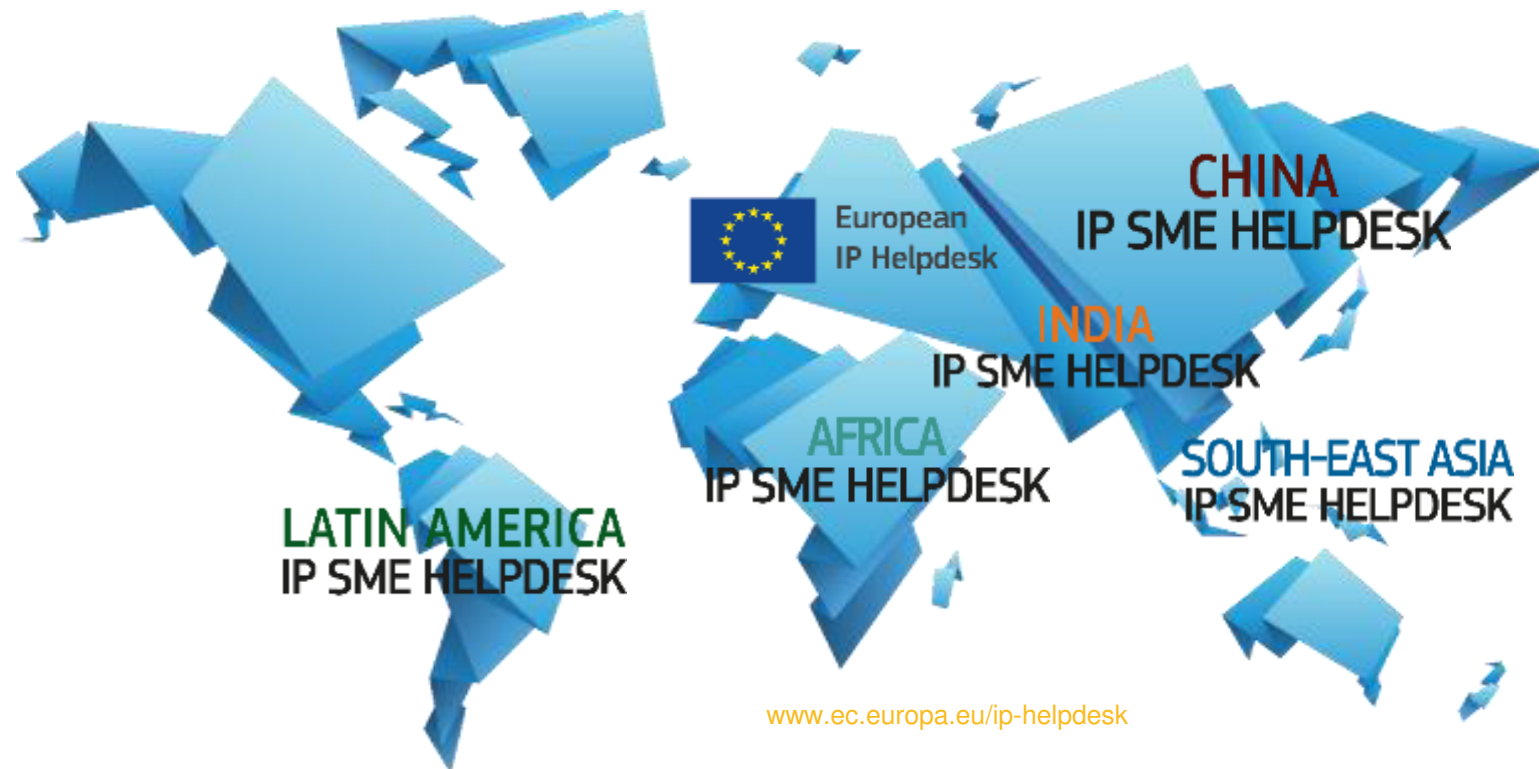 CHINA
IP SME HELPDESK
European
IP Helpdesk
INDIA
IP SME HELPDESK
AFRICA
IP SME HELPDESK
SOUTH-EAST ASIA
IP SME HELPDESK
LATIN AMERICA
IP SME HELPDESK
www.ec.europa.eu/ip-helpdesk